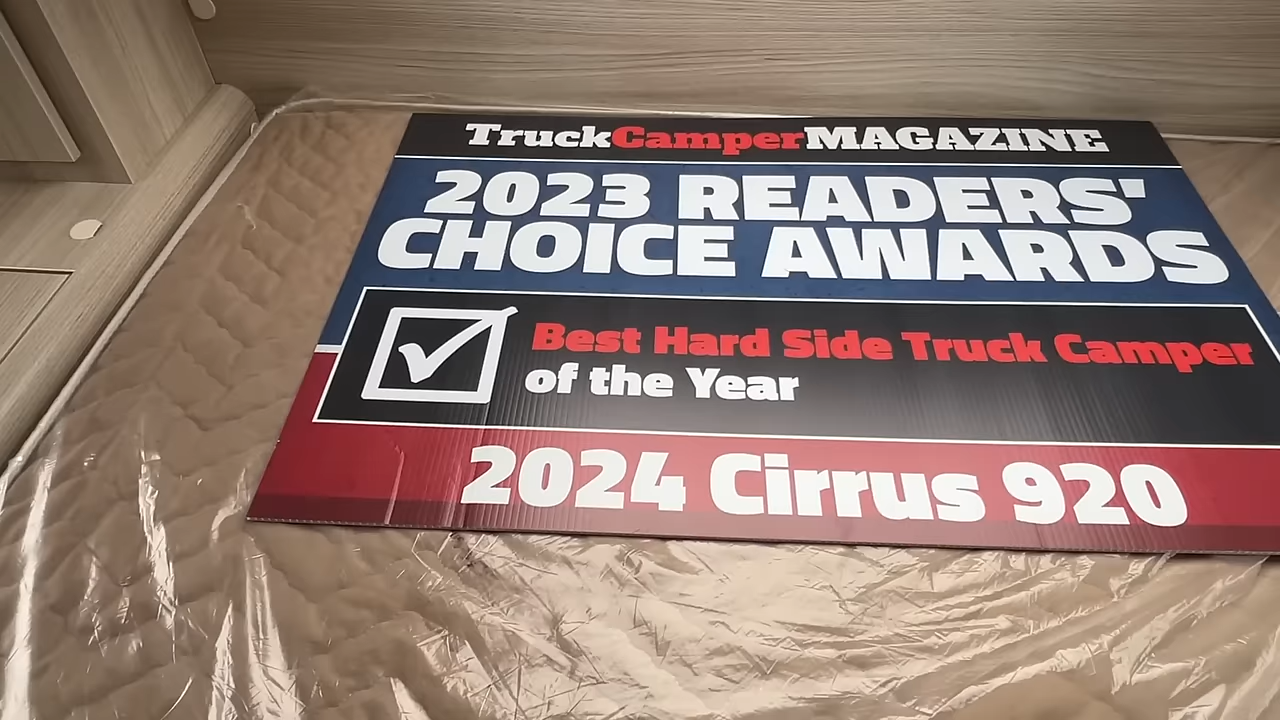 TruckCamperMAGAZINE
2023 READERS'
CHOICE AWARDS
Best Hard Side Truck Camper
of the Year
2024 Cirrus 920